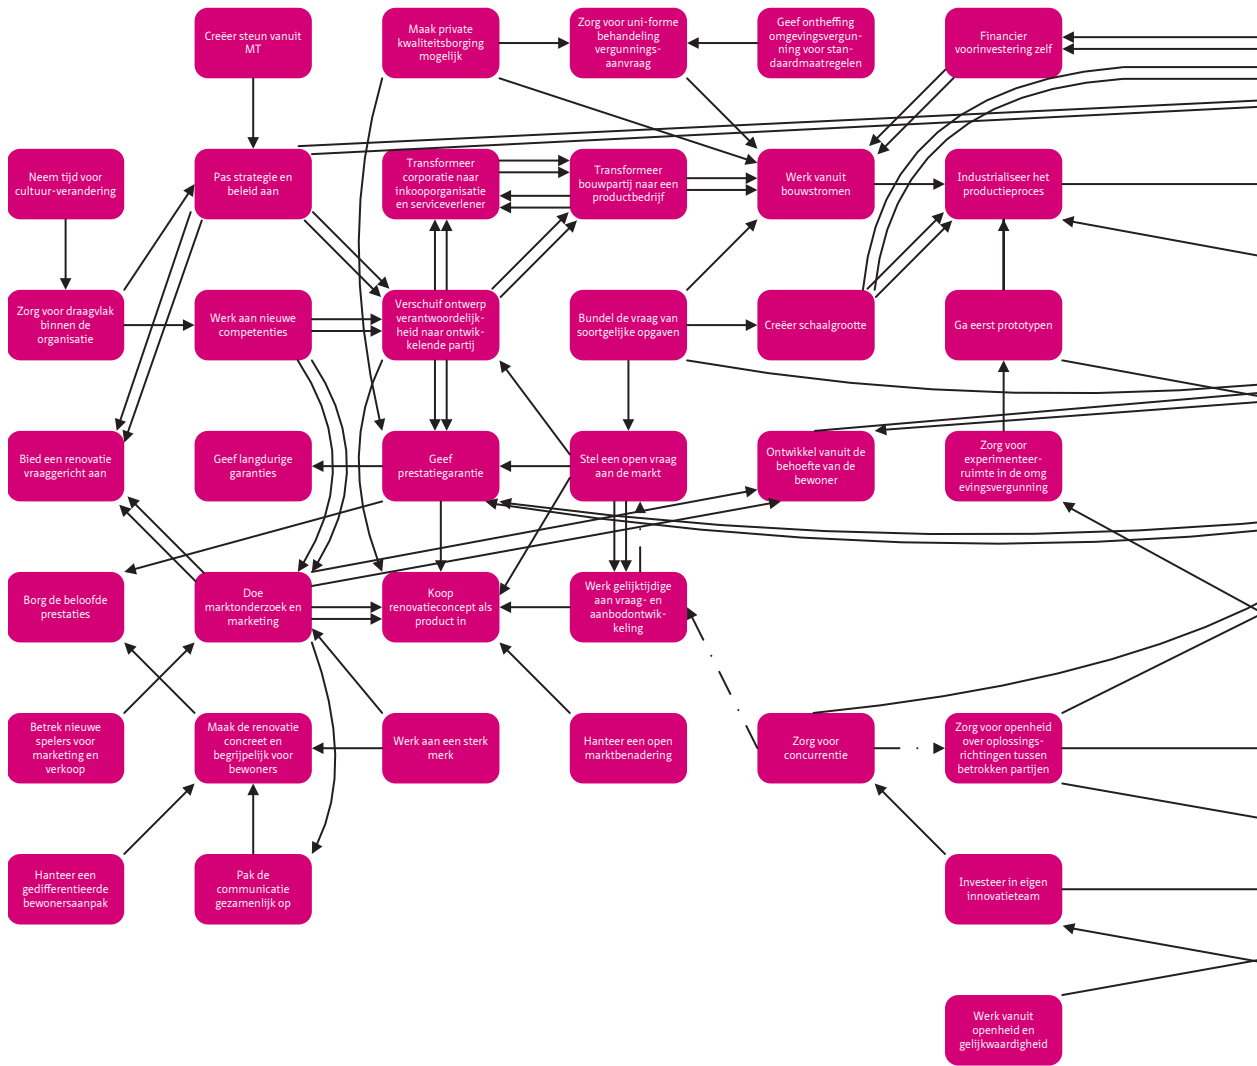 Creëer steun vanuit
MT
Maak private
kwaliteitsborging
mogelijk
Zorg voor uni-forme
behandeling
vergunnings-
aanvraag
Geef ontheffing
omgevingsvergun-
ning voor stan-
daardmaatregelen
Financier
voorinvestering zelf
Neem tijd voor
cultuur-verandering
Pas strategie en
beleid aan
Transformeer
corporatie naar
inkooporganisatie
en serviceverlener
Transformeer
bouwpartij naar een
productbedrijf
Werk vanuit
bouwstromen
Industrialiseer het
productieproces
Zorg voor draagvlak
binnen de
organisatie
Werk aan nieuwe
competenties
Verschuif ontwerp
verantwoordelijk-
heid naar ontwik-
kelende partij
Bundel de vraag van
soortgelijke opgaven
Creëer schaalgrootte
Ga eerst prototypen
Bied een renovatie
vraaggericht aan
Geef langdurige
garanties
Geef
prestatiegarantie
Stel een open vraag
aan de markt
Ontwikkel vanuit de
behoefte van de
bewoner
Zorg voor
experimenteer-
ruimte in de omg
evingsvergunning
Borg de beloofde
prestaties
Doe
marktonderzoek en
marketing
Koop
renovatieconcept als
product in
Werk gelijktijdige
aan vraag- en
aanbodontwik-
keling
Betrek nieuwe
spelers voor
marketing en
verkoop
Maak de renovatie
concreet en
begrijpelijk voor
bewoners
Werk aan een sterk
merk
Hanteer een open
marktbenadering
Zorg voor
concurrentie
Zorg voor openheid
over oplossings-
richtingen tussen
betrokken partijen
Hanteer een
gedifferentieerde
bewonersaanpak
Pak de
communicatie
gezamenlijk op
Investeer in eigen
innovatieteam
Werk vanuit
openheid en
gelijkwaardigheid